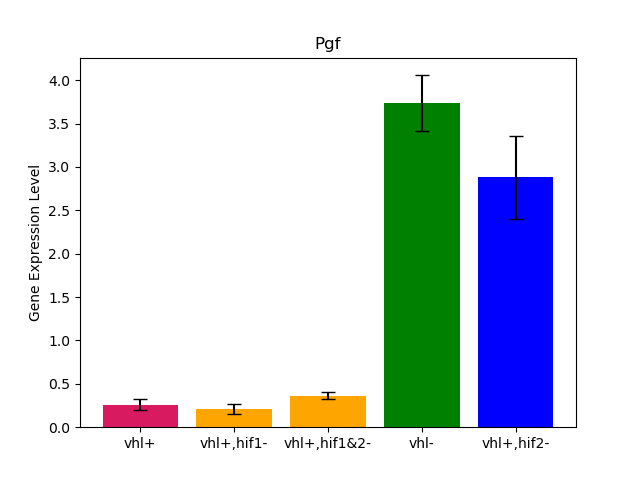 Pgf
Gene Expression Level
4.0
3.5
3.0
2.5
2.0
1.5
1.0
0.5
0.0
vhl+
vhl+,hif1-
vhl+,hif1&2-
vhl-
vhl+,hif2-